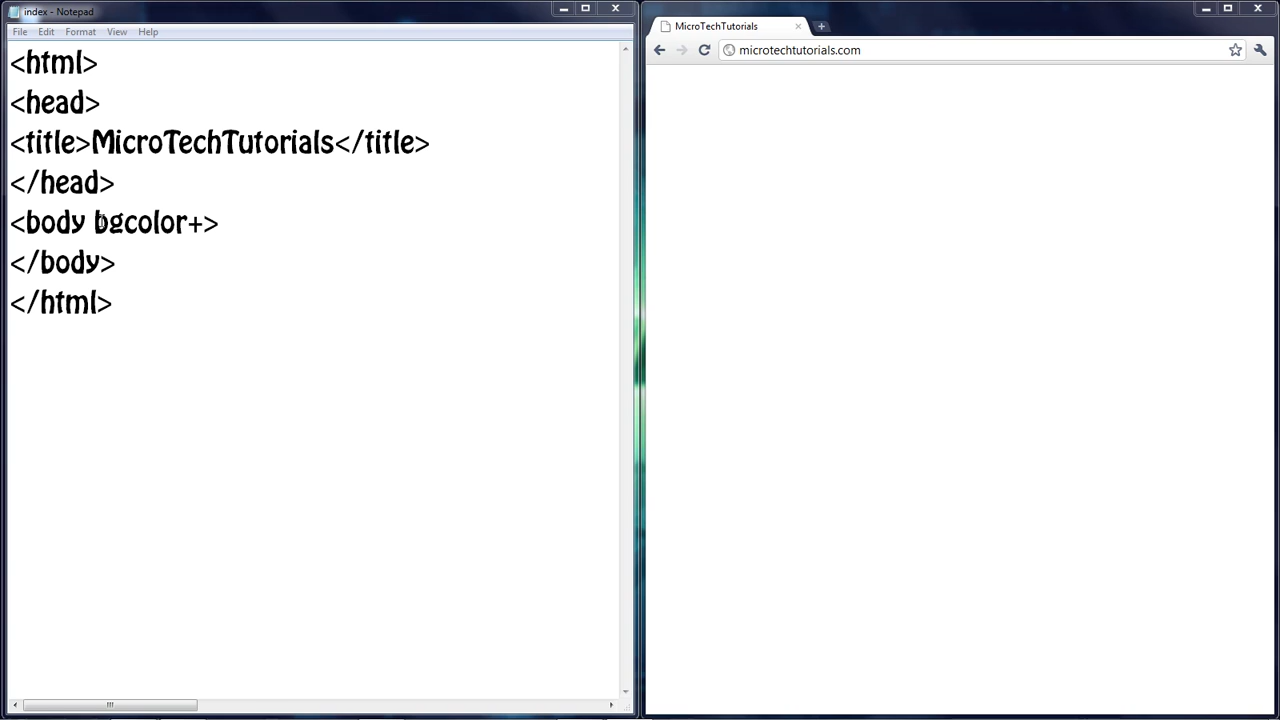 index - Notepad
File Edit Format View Help
<html>
<head>
<title>MicroTechTutorials</title>
</head>
<body bgcolor+>
</body>
</html>
MicroTechTutorials
microtechtutorials.com